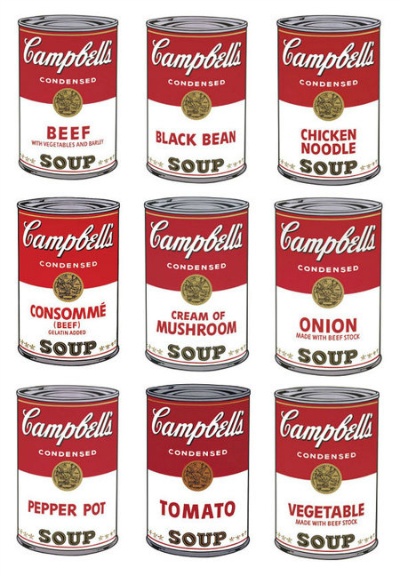 Campbell's
CONDENSED
BEEF
WITH VEGETABLES AND BARLEY
SOUP
Campbell's
CONDENSED
BLACK BEAN
SOUP
Campbell's
CONDENSED
CHICKEN
NOODLE
SOUP
Campbell's
CONDENSED
CONSOMMÉ
(BEEF)
GELATIN ADDED
SOUP
Campbell's
CONDENSED
CREAM OF
MUSHROOM
SOUP
Campbell's
CONDENSED
ONION
MADE WITH BEEF STOCK
SOUP
Campbell's
CONDENSED
PEPPER POT
SOUP
Campbell's
CONDENSED
TOMATO
SOUP
Campbell's
CONDENSED
VEGETABLE
MADE WITH BEEF STOCK
SOUP